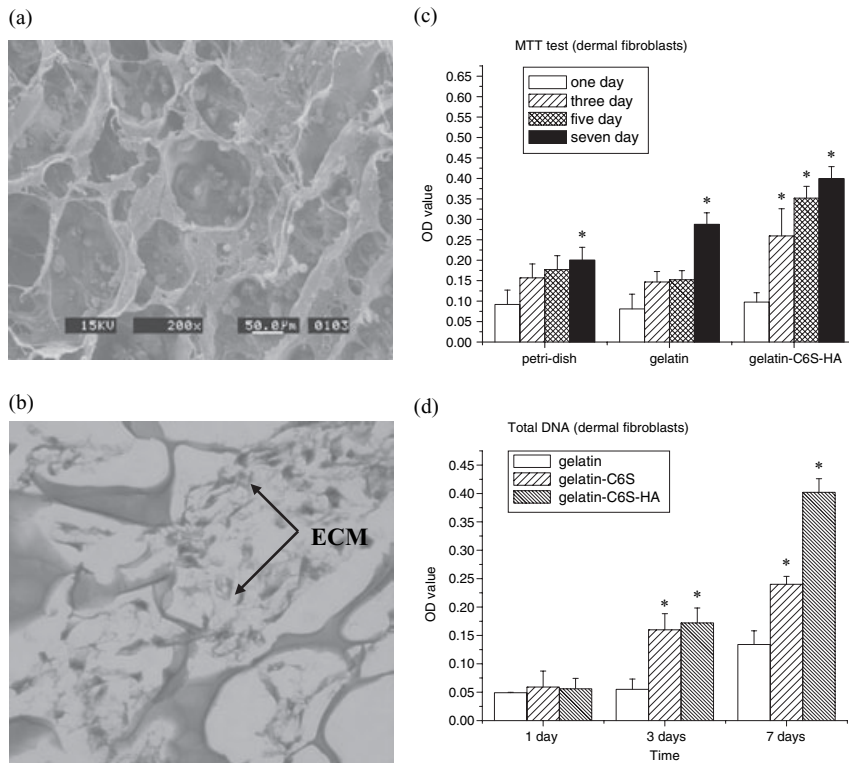 (a)
15KV 200x 50.0µm 0103
(b)
ECM
(c)
MTT test (dermal fibroblasts)
one day
three day
five day
seven day
OD value
0.65
0.60
0.55
0.50
0.45
0.40
0.35
0.30
0.25
0.20
0.15
0.10
0.05
0.00
* * * * *
petri-dish gelatin gelatin-C6S-HA
(d)
Total DNA (dermal fibroblasts)
gelatin
gelatin-C6S
gelatin-C6S-HA
OD value
0.45
0.40
0.35
0.30
0.25
0.20
0.15
0.10
0.05
0.00
* * * *
1 day 3 days 7 days
Time